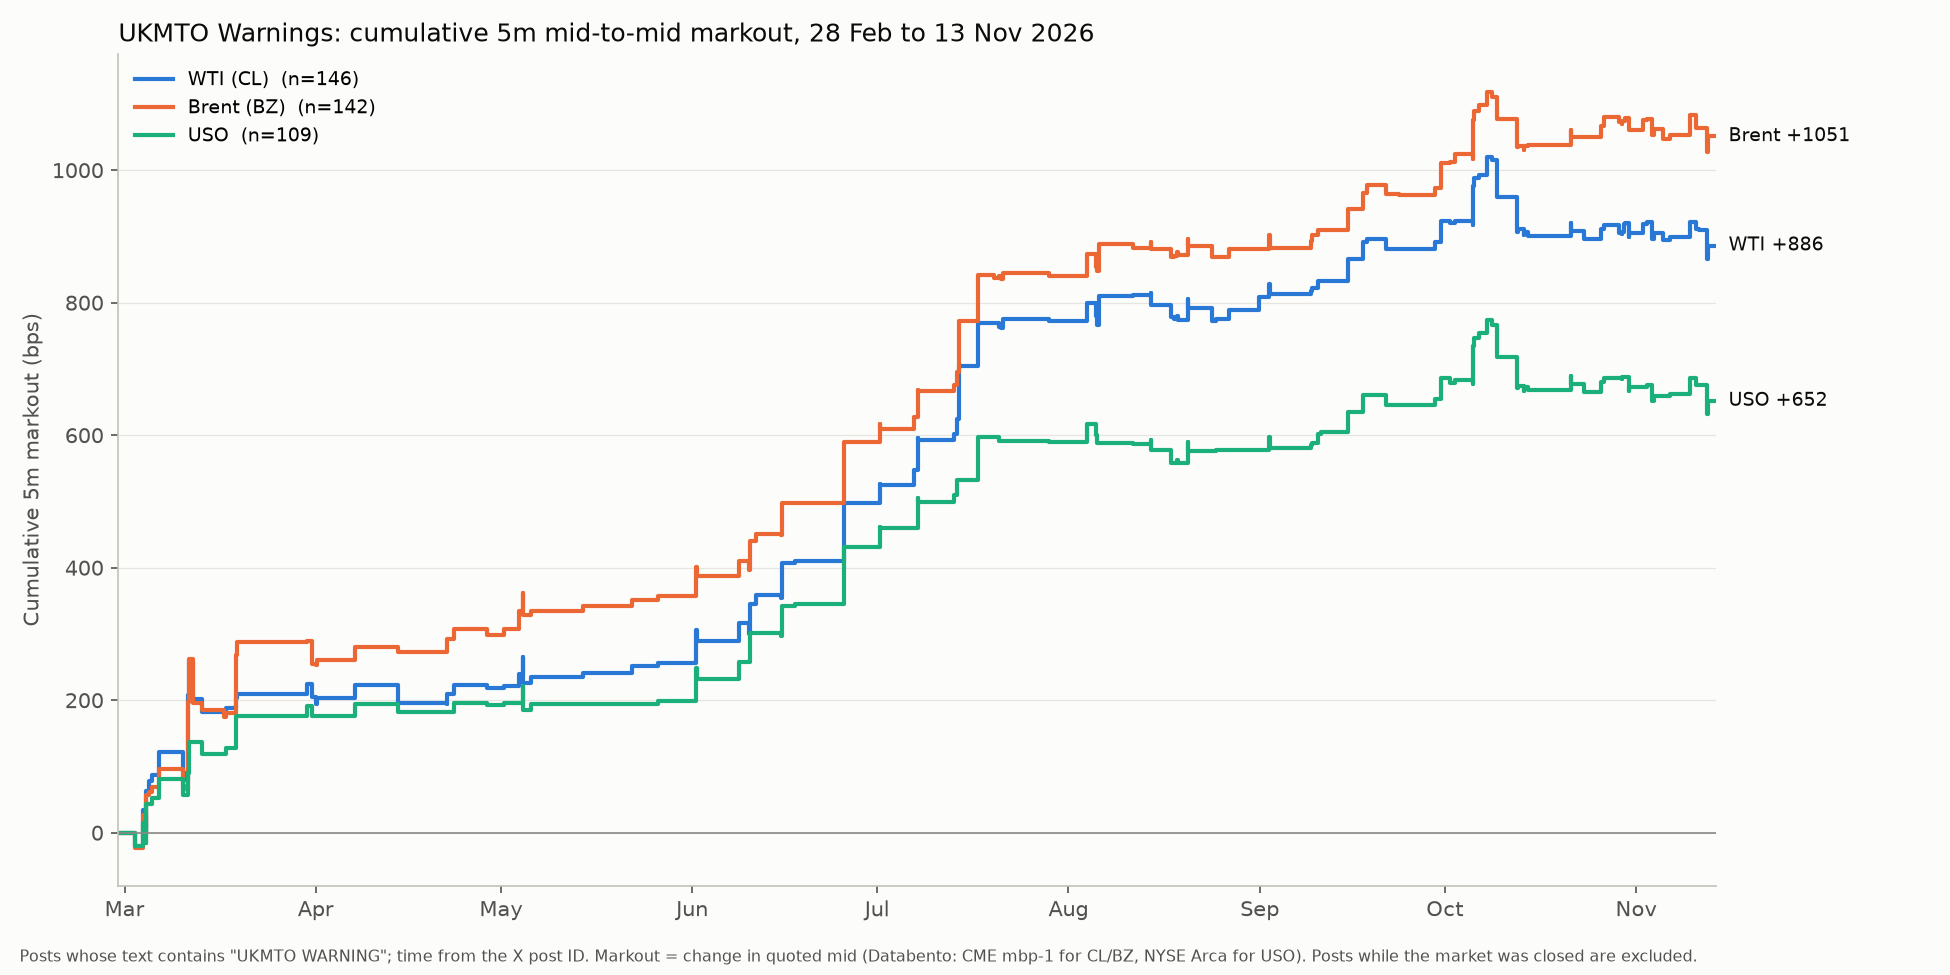 UKMTO Warnings: cumulative 5m mid-to-mid markout, 28 Feb to 13 Nov 2026
WTI (CL)  (n=146)
Brent (BZ)  (n=142)
USO  (n=109)
Cumulative 5m markout (bps)
1000
800
600
400
200
0
Brent +1051
WTI +886
USO +652
Mar
Apr
May
Jun
Jul
Aug
Sep
Oct
Nov
Posts whose text contains "UKMTO WARNING"; time from the X post ID. Markout = change in quoted mid (Databento: CME mbp-1 for CL/BZ, NYSE Arca for USO). Posts while the market was closed are excluded.